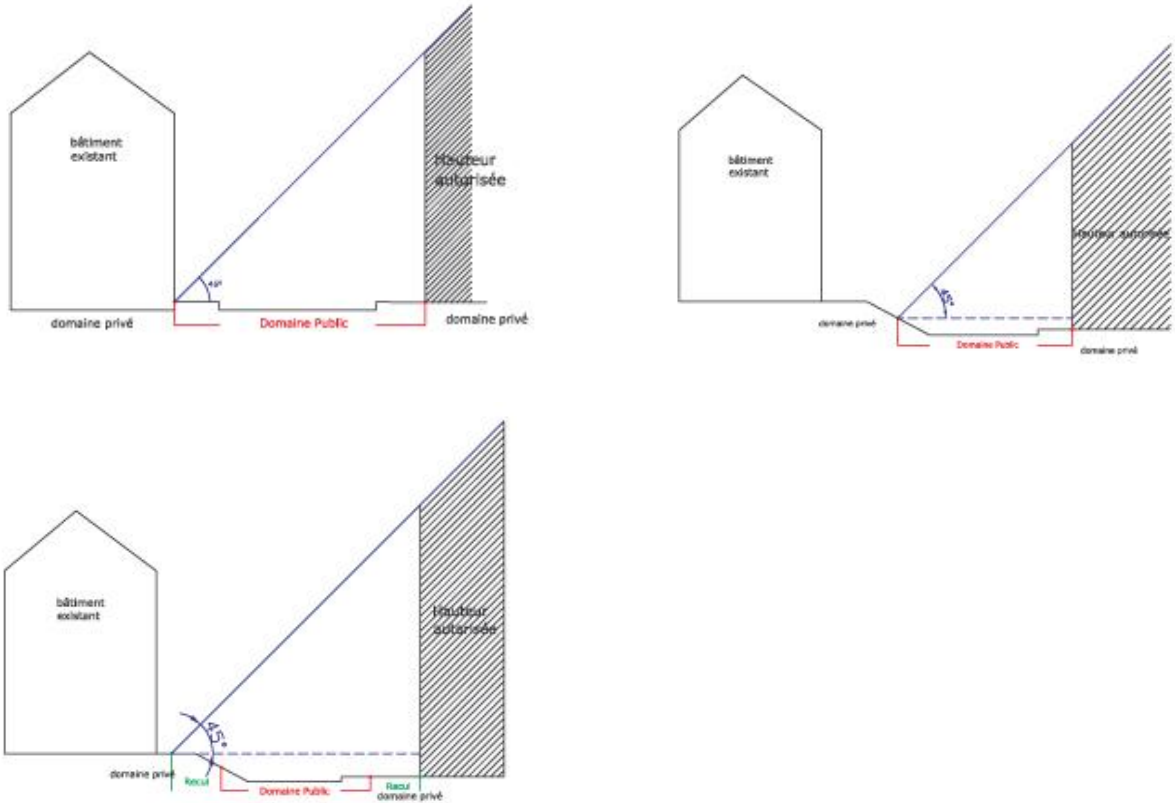 bâtiment
existant
Hauteur
autorisée
45°
domaine privé
Domaine Public
domaine privé
bâtiment
existant
Hauteur autorisée
45°
domaine privé
Domaine Public
domaine privé
bâtiment
existant
Hauteur
autorisée
45°
domaine privé
Recul
Domaine Public
Recul
domaine privé